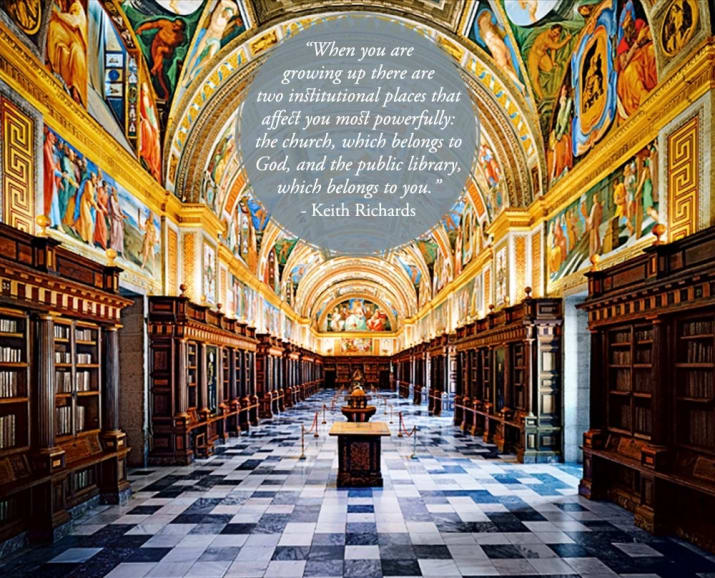 “When you are
growing up there are
two institutional places that
affect you most powerfully:
the church, which belongs to
God, and the public library,
which belongs to you.”
- Keith Richards